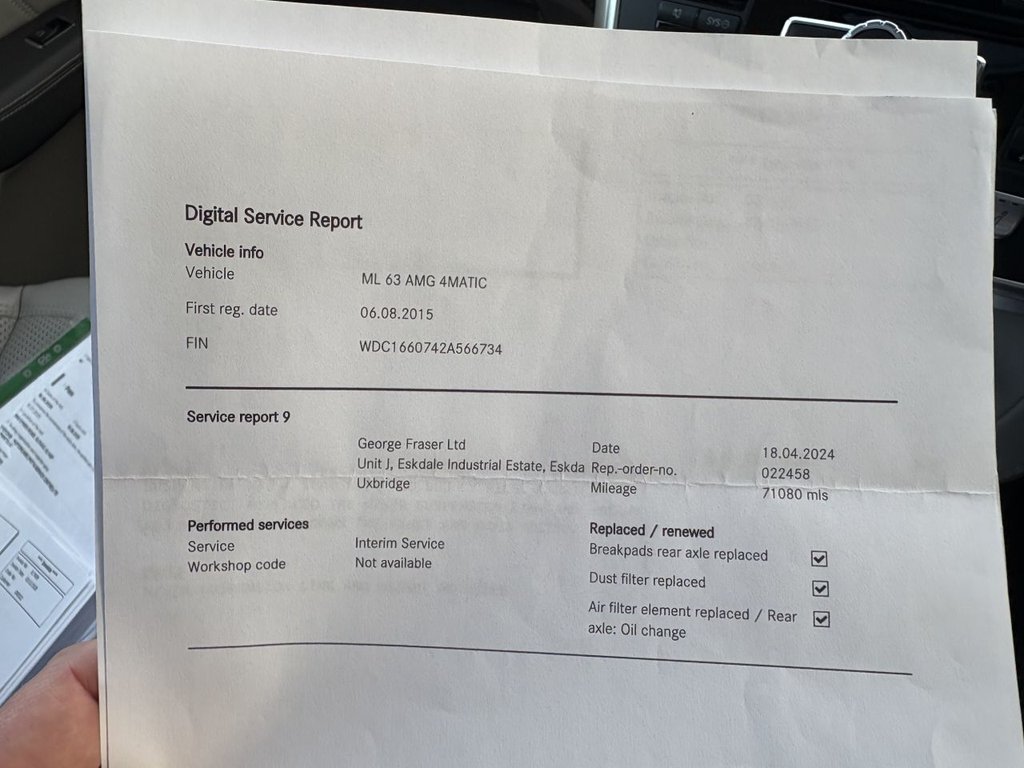 SYS
Digital Service Report
Vehicle info
Vehicle ML 63 AMG 4MATIC
First reg. date 06.08.2015
FIN WDC1660742A566734
Service report 9
George Fraser Ltd Date 18.04.2024
Unit J, Eskdale Industrial Estate, Eskda Rep.-order-no. 022458
Uxbridge Mileage 71080 mls
Performed services Replaced / renewed
Service Interim Service Breakpads rear axle replaced
Workshop code Not available Dust filter replaced
Air filter element replaced / Rear
axle: Oil change